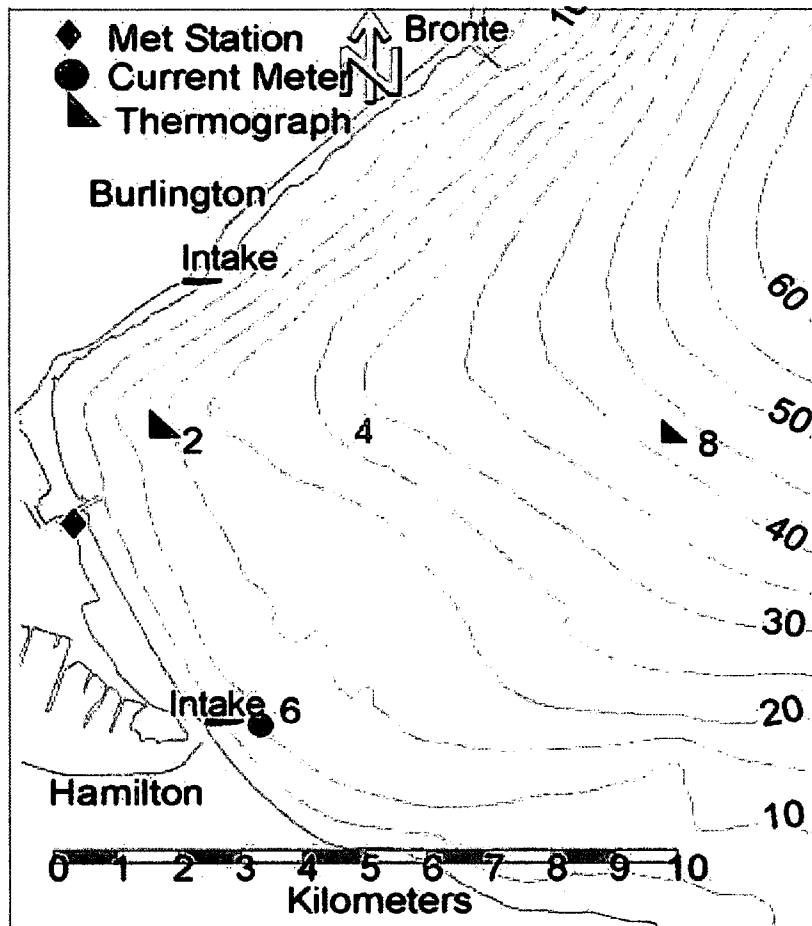 Met Station
Current Meter
Thermograph
N
Bronte
10
Burlington
Intake
60
50
2
4
8
40
30
Intake 6
20
Hamilton
10
0 1 2 3 4 5 6 7 8 9 10
Kilometers